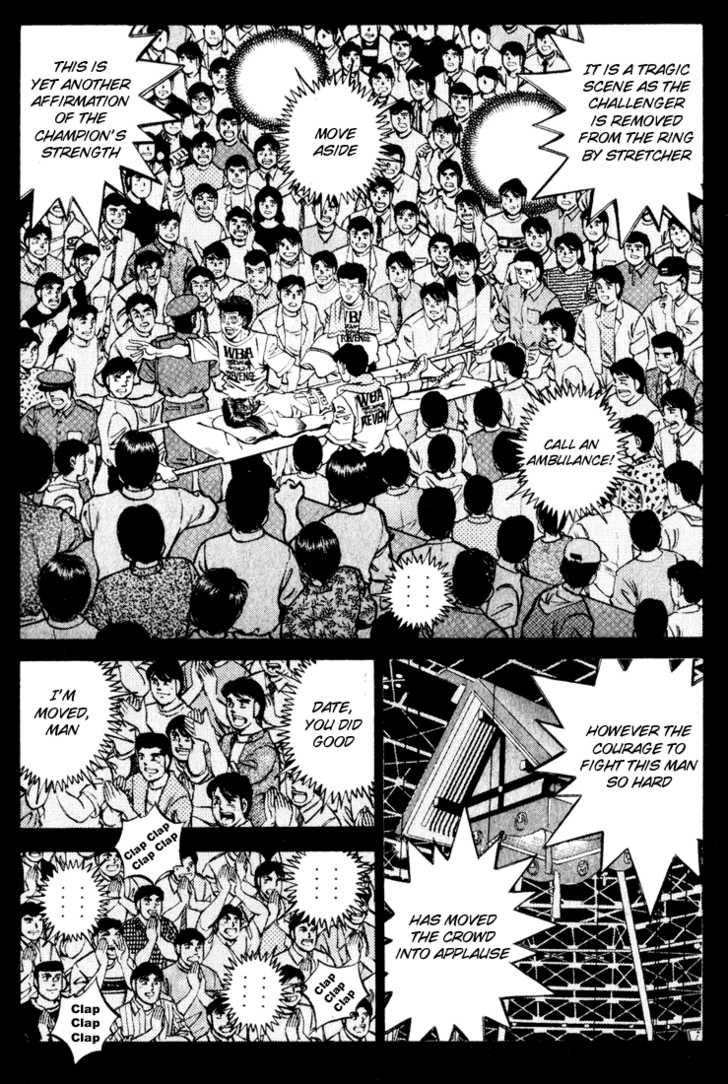 IT IS A TRAGIC
SCENE AS THE
CHALLENGER
IS REMOVED
FROM THE RING
BY STRETCHER
MOVE
ASIDE
THIS IS
YET ANOTHER
AFFIRMATION
OF THE
CHAMPION'S
STRENGTH
WBA
REVENGE
WBA
REVENGE
WBA
REVEN
CALL AN
AMBULANCE!
HOWEVER THE
COURAGE TO
FIGHT THIS MAN
SO HARD
HAS MOVED
THE CROWD
INTO APPLAUSE
DATE,
YOU DID
GOOD
I'M
MOVED,
MAN
Clap Clap
Clap Clap
Clap
Clap
Clap
Clap
Clap
Clap